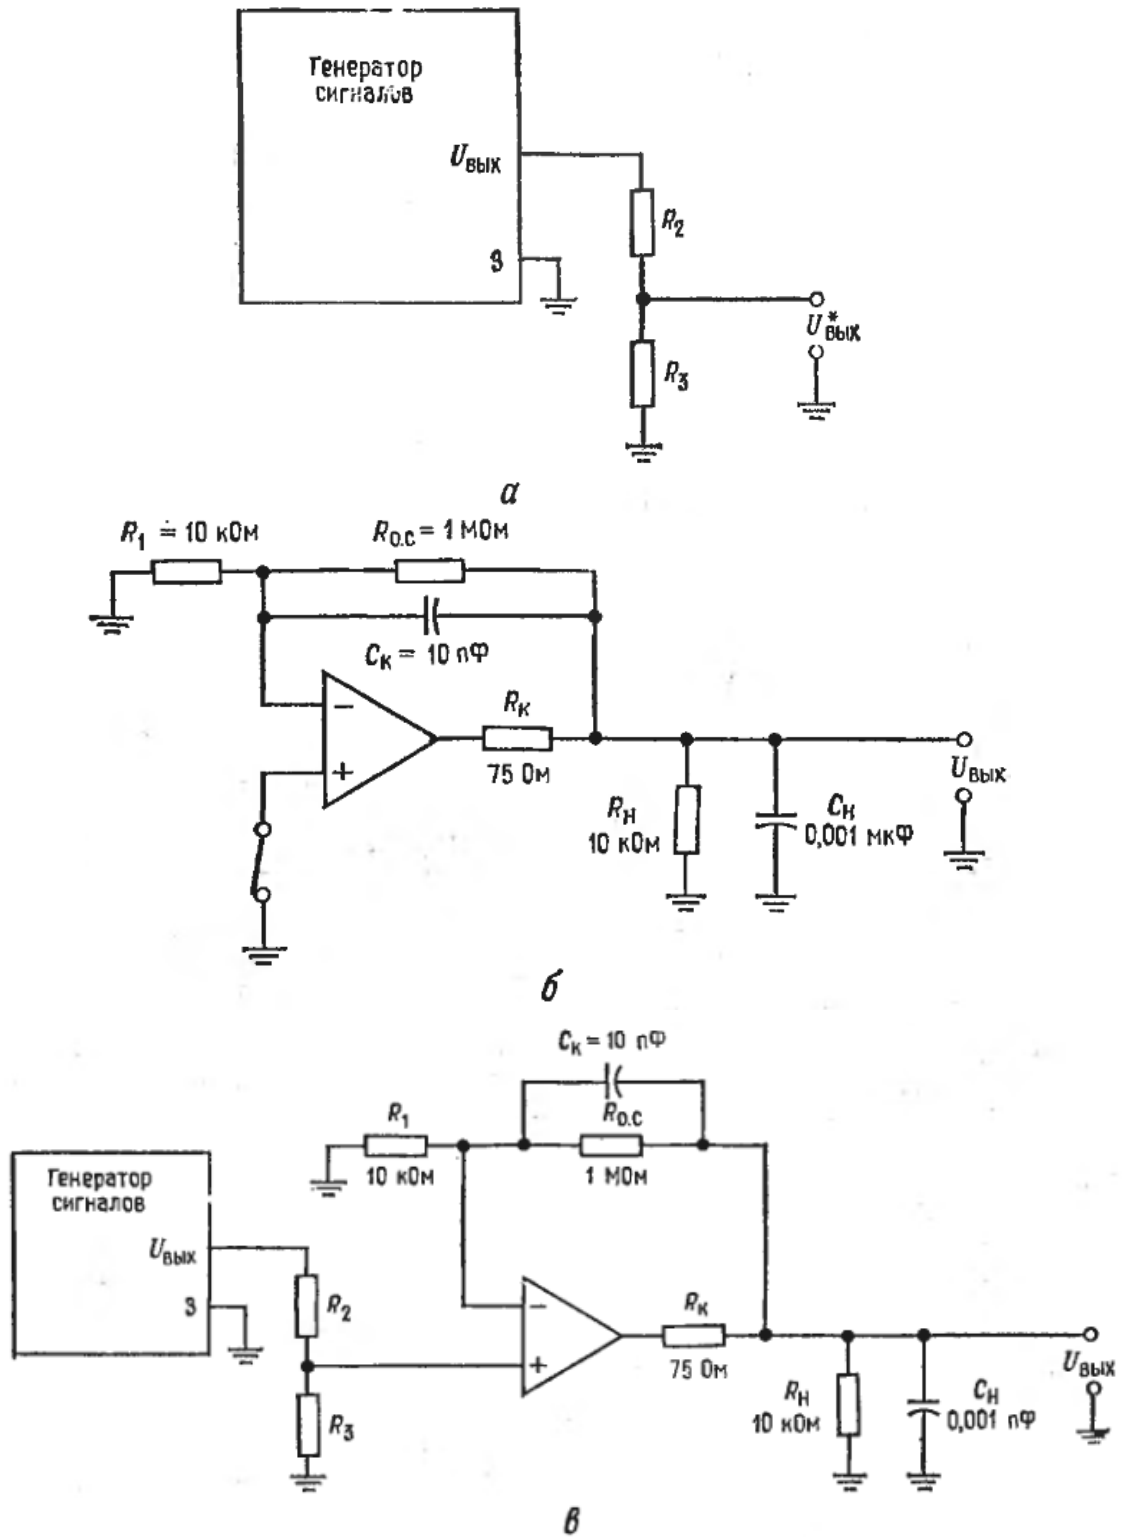 Генератор
сигналов
Uвых
З
R2
U*вых
R3
а
R1 = 10 кОм
Rо.с = 1 МОм
Cк = 10 пФ
−
+
Rк
75 Ом
Rн
10 кОм
Cн
0,001 мкФ
Uвых
б
Cк = 10 пФ
R1
10 кОм
Rо.с
1 МОм
Генератор
сигналов
Uвых
З
R2
R3
−
+
Rк
75 Ом
Rн
10 кОм
Cн
0,001 пФ
Uвых
в